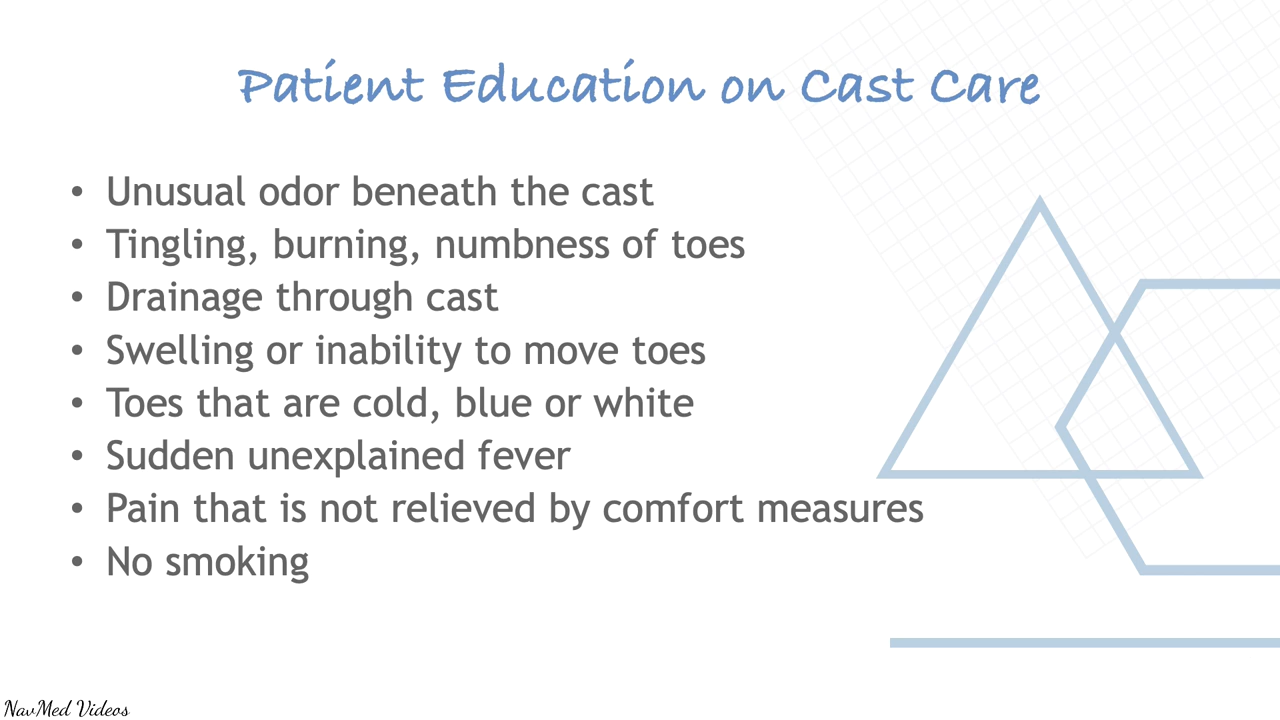 Patient Education on Cast Care
• Unusual odor beneath the cast
• Tingling, burning, numbness of toes
• Drainage through cast
• Swelling or inability to move toes
• Toes that are cold, blue or white
• Sudden unexplained fever
• Pain that is not relieved by comfort measures
• No smoking
NavMed Videos